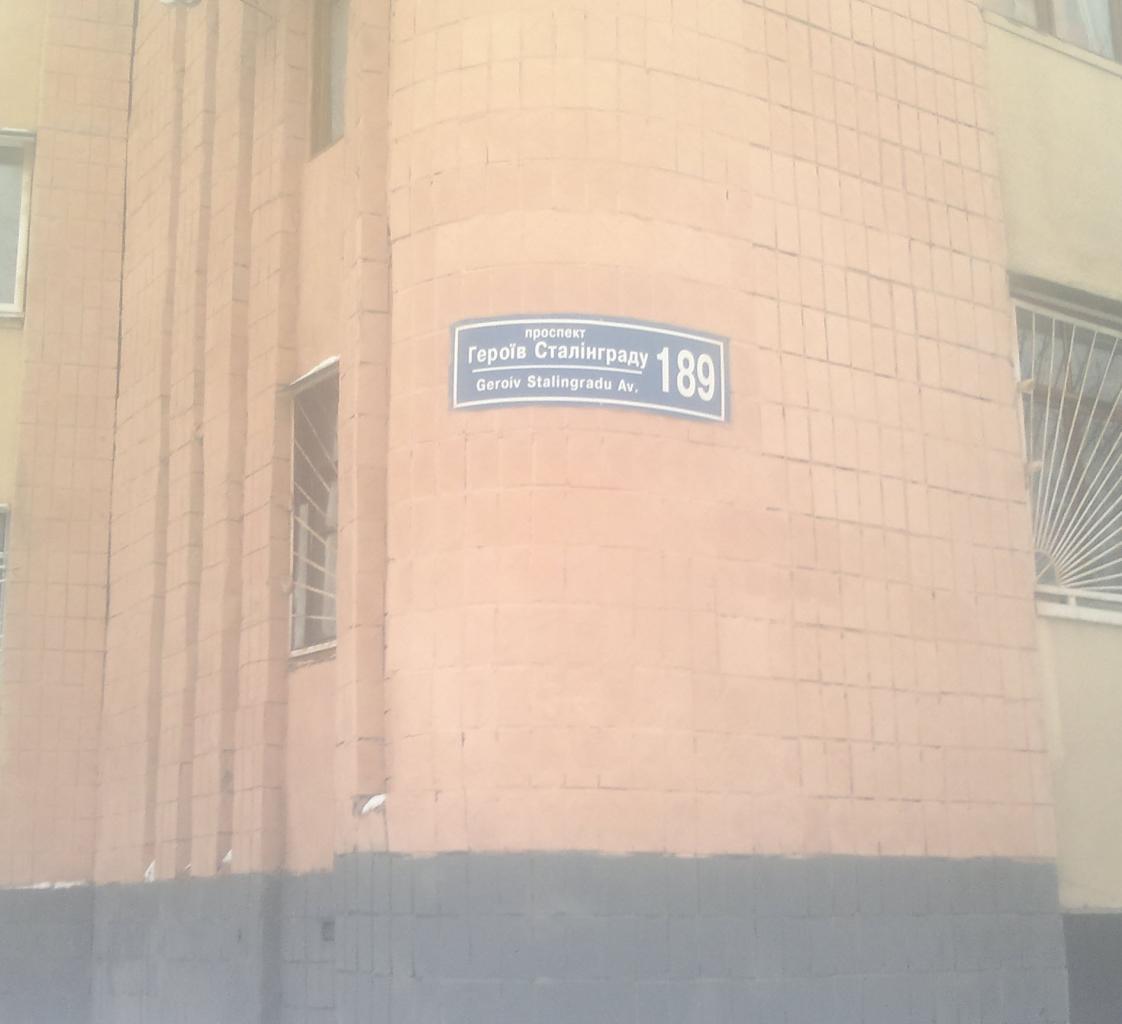 проспект
Героїв Сталінграду
Geroiv Stalingradu Av.
189